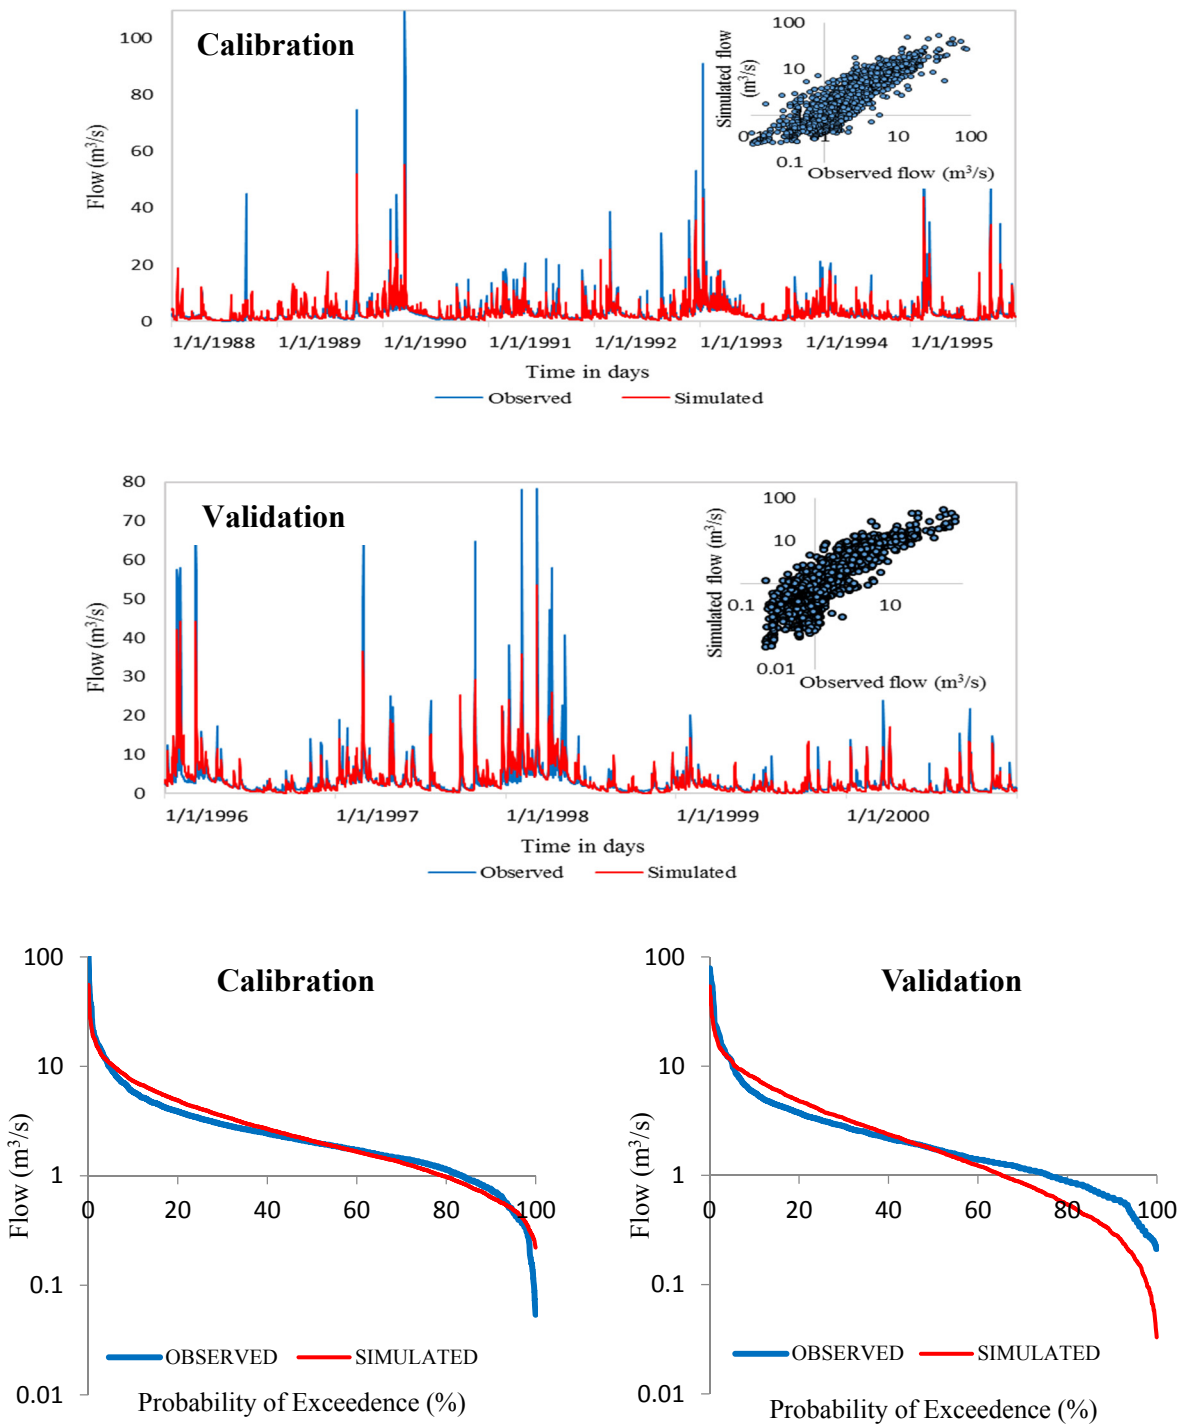 Calibration
100
80
60
40
20
0
Flow (m³/s)
1/1/1988 1/1/1989 1/1/1990 1/1/1991 1/1/1992 1/1/1993 1/1/1994 1/1/1995
Time in days
Observed Simulated
100
10
0.1 1 10 100
0.1
Simulated flow
(m³/s)
Observed flow (m³/s)
Validation
80
70
60
50
40
30
20
10
0
Flow (m³/s)
1/1/1996 1/1/1997 1/1/1998 1/1/1999 1/1/2000
Time in days
Observed Simulated
100
10
0.1 10
0.01
Simulated flow (m³/s)
Observed flow (m³/s)
Calibration
100
10
1
0.1
0.01
Flow (m³/s)
0 20 40 60 80 100
OBSERVED SIMULATED
Probability of Exceedence (%)
Validation
100
10
1
0.1
0.01
Flow (m³/s)
0 20 40 60 80 100
OBSERVED SIMULATED
Probability of Exceedence (%)